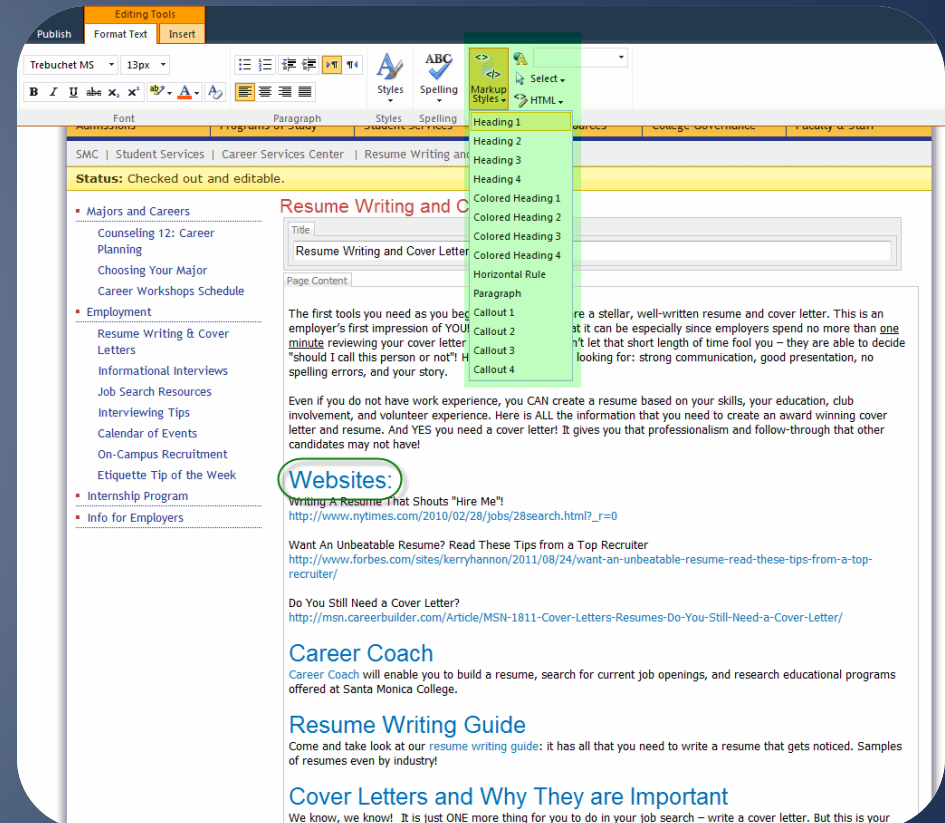 Editing Tools
Publish Format Text Insert
Trebuchet MS 13px
B I U abc x, x² A
Styles Spelling Markup Styles
ABC
Select
HTML
Font Paragraph Styles Spelling
Heading 1
Heading 2
Heading 3
Heading 4
Colored Heading 1
Colored Heading 2
Colored Heading 3
Colored Heading 4
Horizontal Rule
Paragraph
Callout 1
Callout 2
Callout 3
Callout 4
Admissions Programs of Study Student Services College Governance Faculty & Staff
SMC | Student Services | Career Services Center | Resume Writing
Status: Checked out and editable.
Majors and Careers
Counseling 12: Career
Planning
Choosing Your Major
Career Workshops Schedule
Employment
Resume Writing & Cover
Letters
Informational Interviews
Job Search Resources
Interviewing Tips
Calendar of Events
On-Campus Recruitment
Etiquette Tip of the Week
Internship Program
Info for Employers
Resume Writing and C
Title
Resume Writing and Cover Letter
Page Content
The first tools you need as you beg re a stellar, well-written resume and cover letter. This is an
employer's first impression of YOU! at it can be especially since employers spend no more than one
minute reviewing your cover letter 't let that short length of time fool you – they are able to decide
"should I call this person or not"! H looking for: strong communication, good presentation, no
spelling errors, and your story.
Even if you do not have work experience, you CAN create a resume based on your skills, your education, club
involvement, and volunteer experience. Here is ALL the information that you need to create an award winning cover
letter and resume. And YES you need a cover letter! It gives you that professionalism and follow-through that other
candidates may not have!
Websites:
Writing A Resume That Shouts "Hire Me"!
http://www.nytimes.com/2010/02/28/jobs/28search.html?_r=0
Want An Unbeatable Resume? Read These Tips from a Top Recruiter
http://www.forbes.com/sites/kerryhannon/2011/08/24/want-an-unbeatable-resume-read-these-tips-from-a-top-
recruiter/
Do You Still Need a Cover Letter?
http://msn.careerbuilder.com/Article/MSN-1811-Cover-Letters-Resumes-Do-You-Still-Need-a-Cover-Letter/
Career Coach
Career Coach will enable you to build a resume, search for current job openings, and research educational programs
offered at Santa Monica College.
Resume Writing Guide
Come and take look at our resume writing guide: it has all that you need to write a resume that gets noticed. Samples
of resumes even by industry!
Cover Letters and Why They are Important
We know, we know! It is just ONE more thing for you to do in your job search – write a cover letter. But this is your